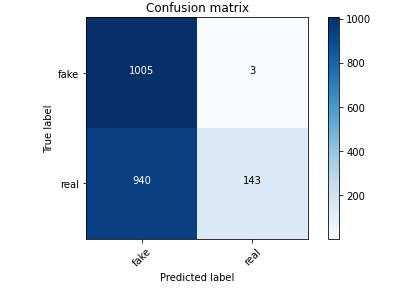 Confusion matrix
fake
1005
3
real
940
143
fake
real
True label
Predicted label
1000
800
600
400
200